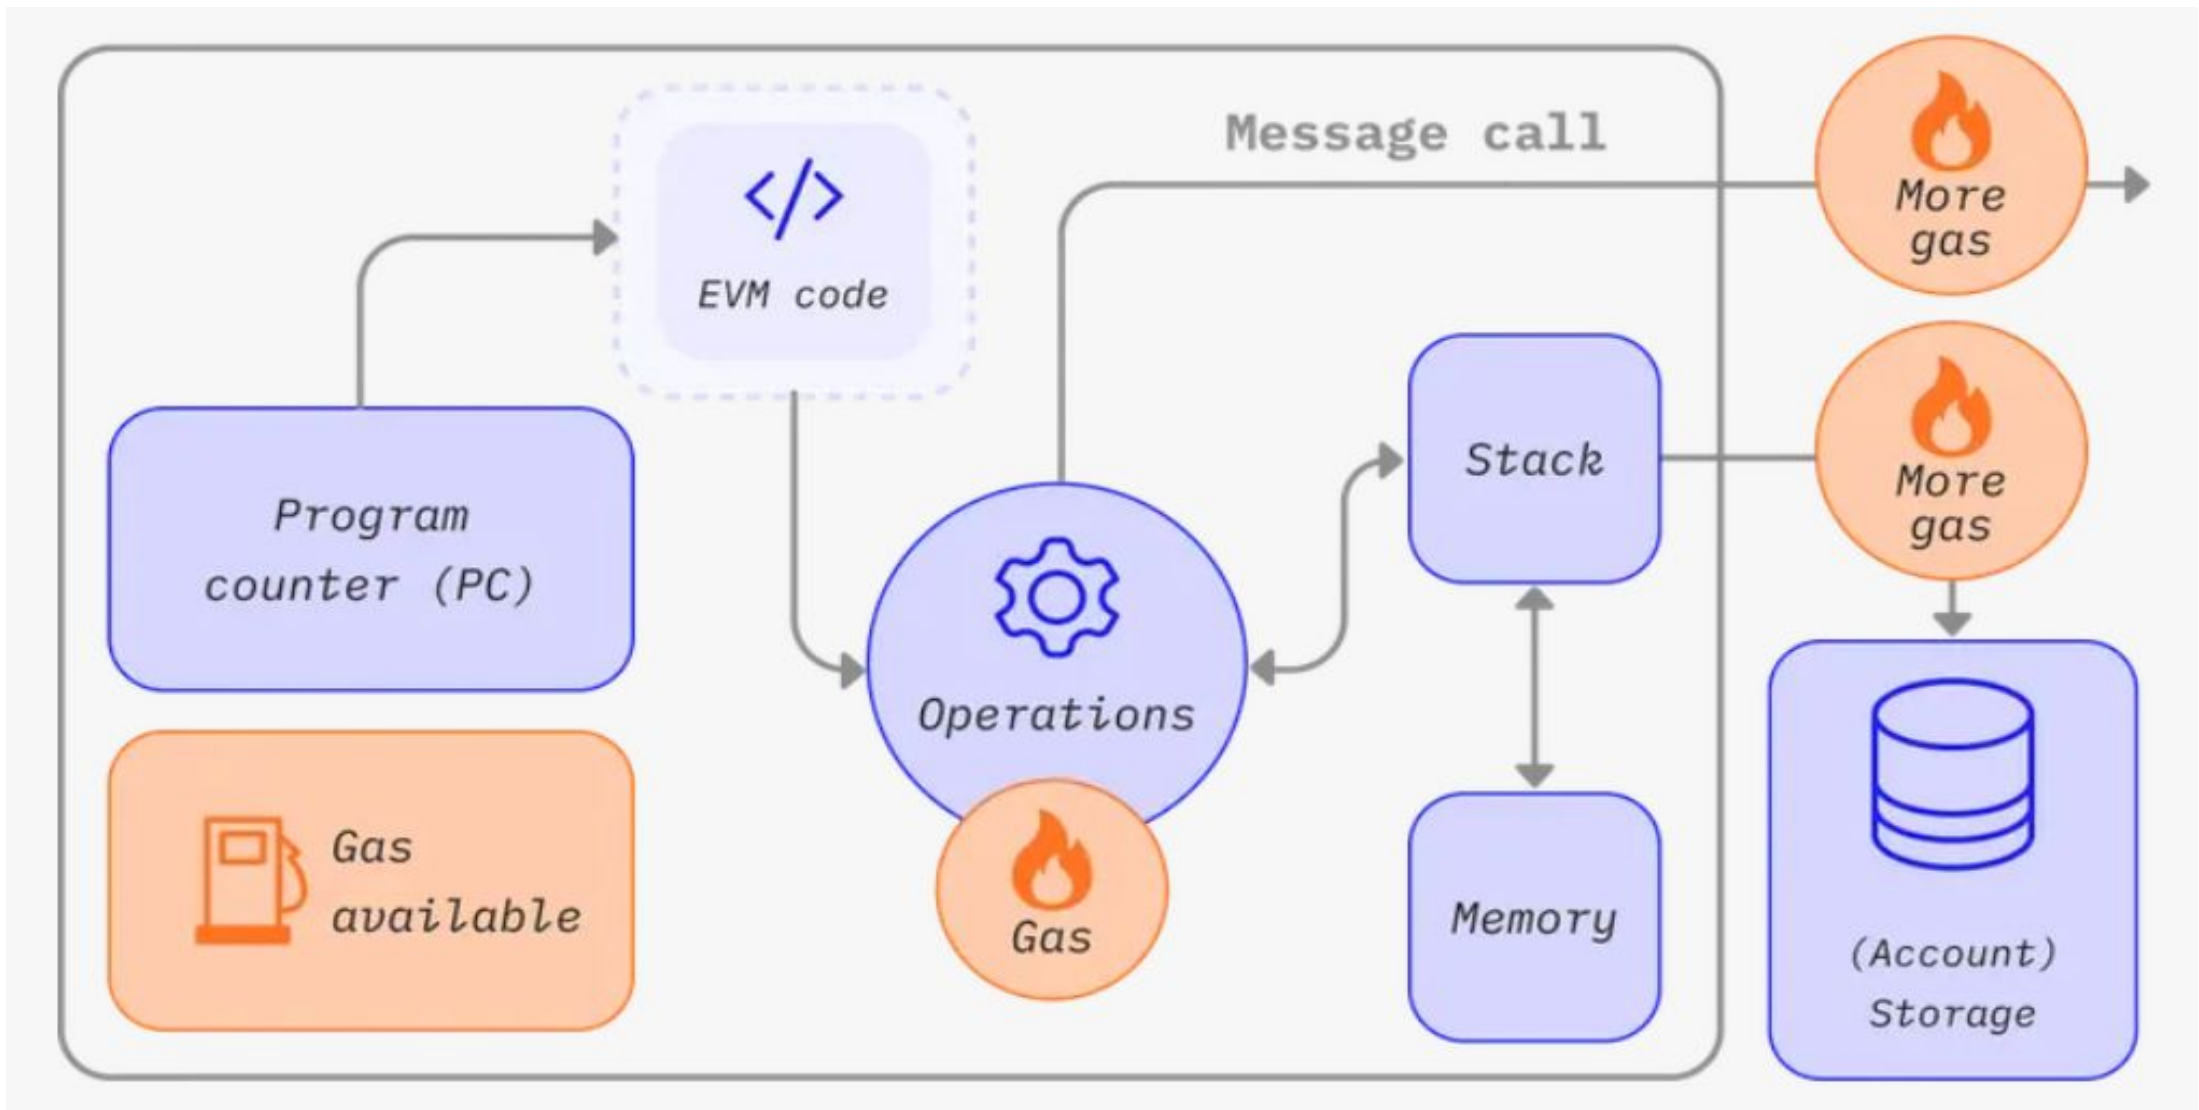 Message call
More
gas
</>
EVM code
Stack
More
gas
Program
counter (PC)
Operations
Gas
available
Gas
Memory
(Account)
Storage